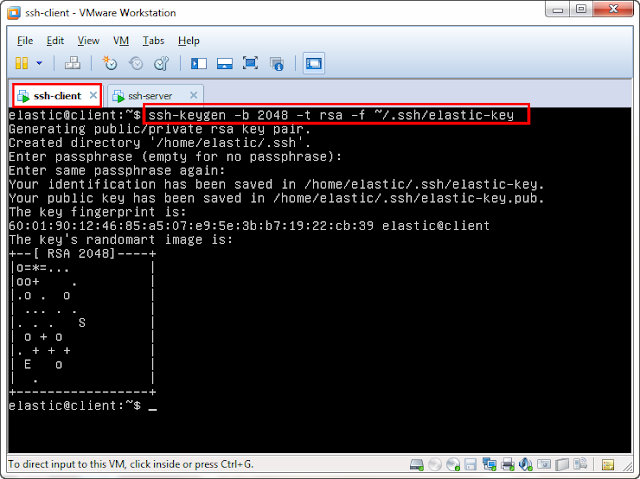 ssh-client - VMware Workstation
File Edit View VM Tabs Help
ssh-client × ssh-server ×
elastic@client:~$ ssh-keygen -b 2048 -t rsa -f ~/.ssh/elastic-key
Generating public/private rsa key pair.
Created directory '/home/elastic/.ssh'.
Enter passphrase (empty for no passphrase):
Enter same passphrase again:
Your identification has been saved in /home/elastic/.ssh/elastic-key.
Your public key has been saved in /home/elastic/.ssh/elastic-key.pub.
The key fingerprint is:
60:01:90:12:46:85:a5:07:e9:5e:3b:b7:19:22:cb:39 elastic@client
The key's randomart image is:
+--[ RSA 2048]----+
|o=*=...          |
|oo+    .         |
|.o .  o          |
| ... . .         |
|. . .   S        |
| o + o           |
|. + + +          |
| E   o           |
|  .              |
+-----------------+
elastic@client:~$ _
To direct input to this VM, click inside or press Ctrl+G.